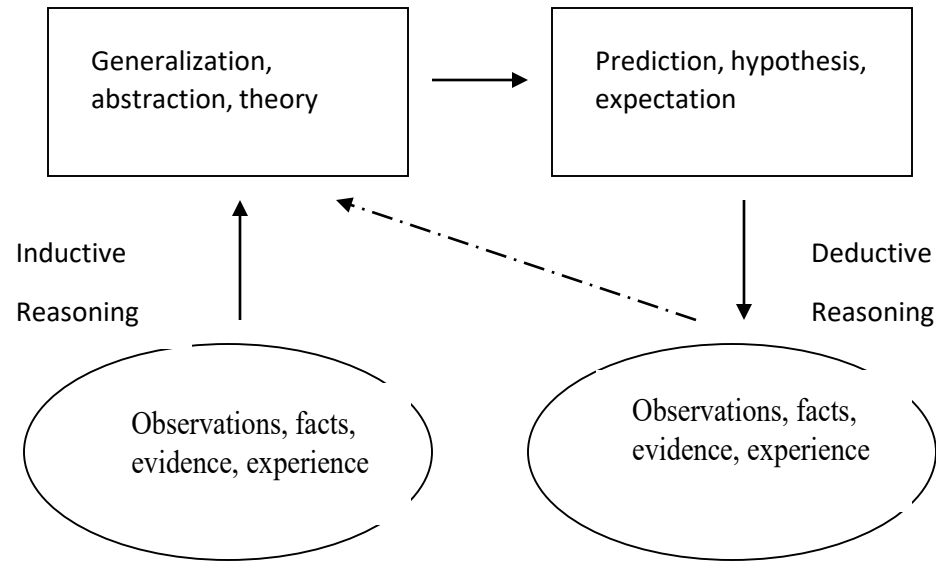 Generalization,
abstraction, theory
Prediction, hypothesis,
expectation
Inductive
Reasoning
Deductive
Reasoning
Observations, facts,
evidence, experience
Observations, facts,
evidence, experience